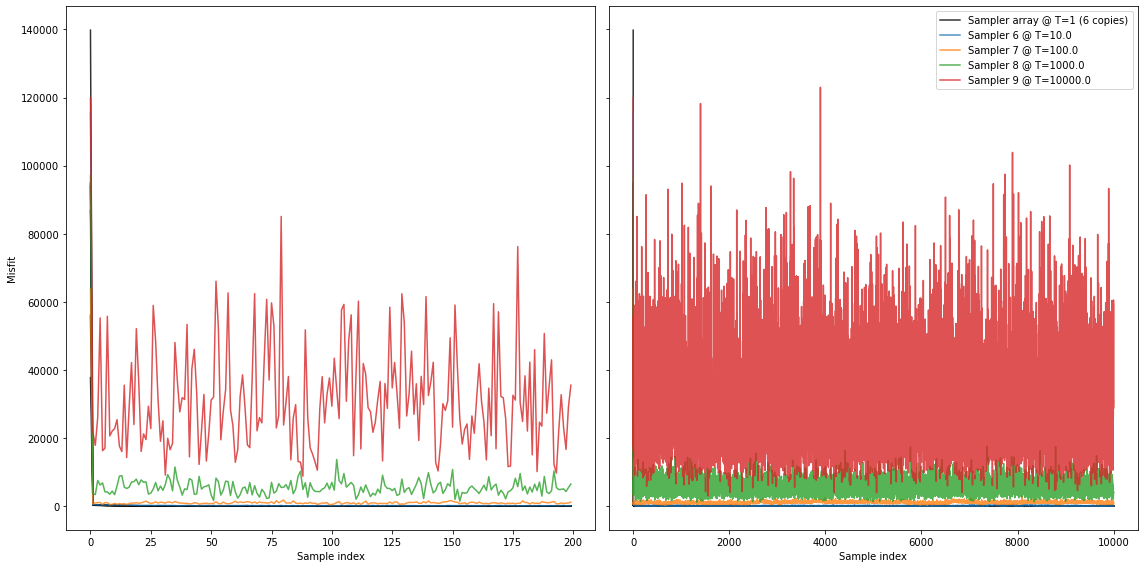 Misfit
140000
120000
100000
80000
60000
40000
20000
0
0 25 50 75 100 125 150 175 200
Sample index
Sampler array @ T=1 (6 copies)
Sampler 6 @ T=10.0
Sampler 7 @ T=100.0
Sampler 8 @ T=1000.0
Sampler 9 @ T=10000.0
0 2000 4000 6000 8000 10000
Sample index